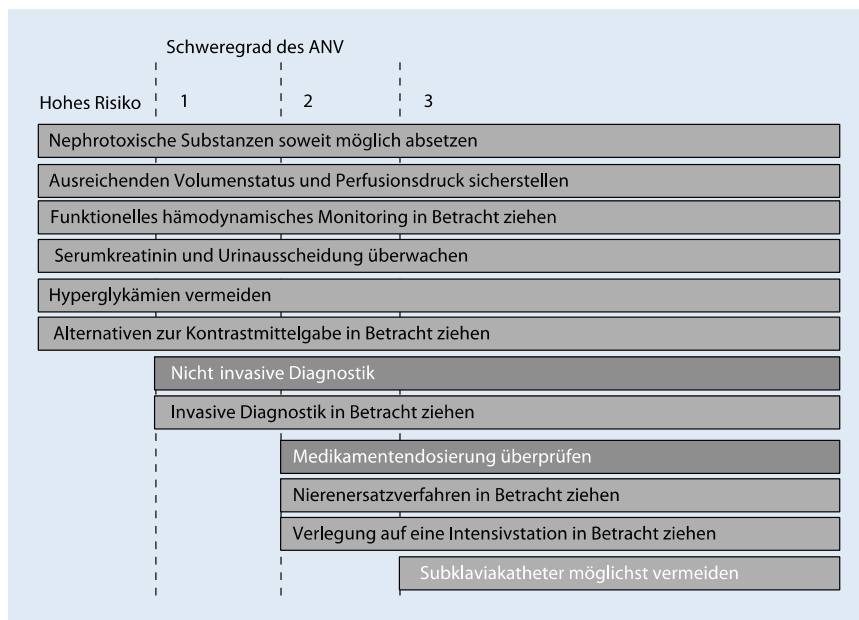 Schweregrad des ANV
Hohes Risiko 1 2 3
Nephrotoxische Substanzen soweit möglich absetzen
Ausreichenden Volumenstatus und Perfusionsdruck sicherstellen
Funktionelles hämodynamisches Monitoring in Betracht ziehen
Serumkreatinin und Urinausscheidung überwachen
Hyperglykämien vermeiden
Alternativen zur Kontrastmittelgabe in Betracht ziehen
Nicht invasive Diagnostik
Invasive Diagnostik in Betracht ziehen
Medikamentendosierung überprüfen
Nierenersatzverfahren in Betracht ziehen
Verlegung auf eine Intensivstation in Betracht ziehen
Subklaviakatheter möglichst vermeiden